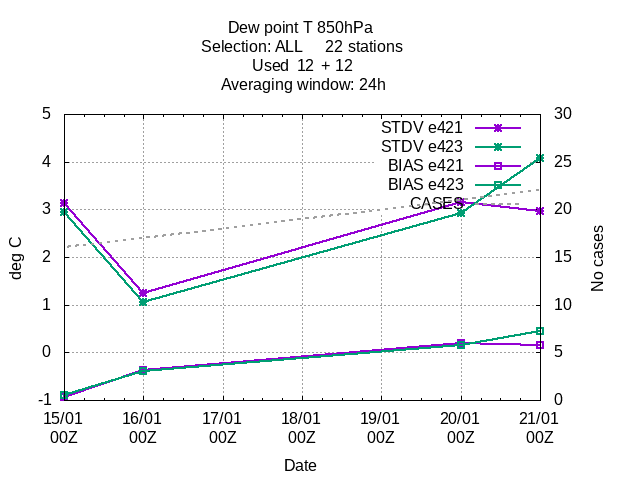 Dew point T 850hPa
Selection: ALL     22 stations
Used  12  + 12
Averaging window: 24h
5
4
3
2
1
0
-1
30
25
20
15
10
5
0
deg C
No cases
STDV e421
STDV e423
BIAS e421
BIAS e423
CASES
15/01 16/01 17/01 18/01 19/01 20/01 21/01
00Z 00Z 00Z 00Z 00Z 00Z 00Z
Date